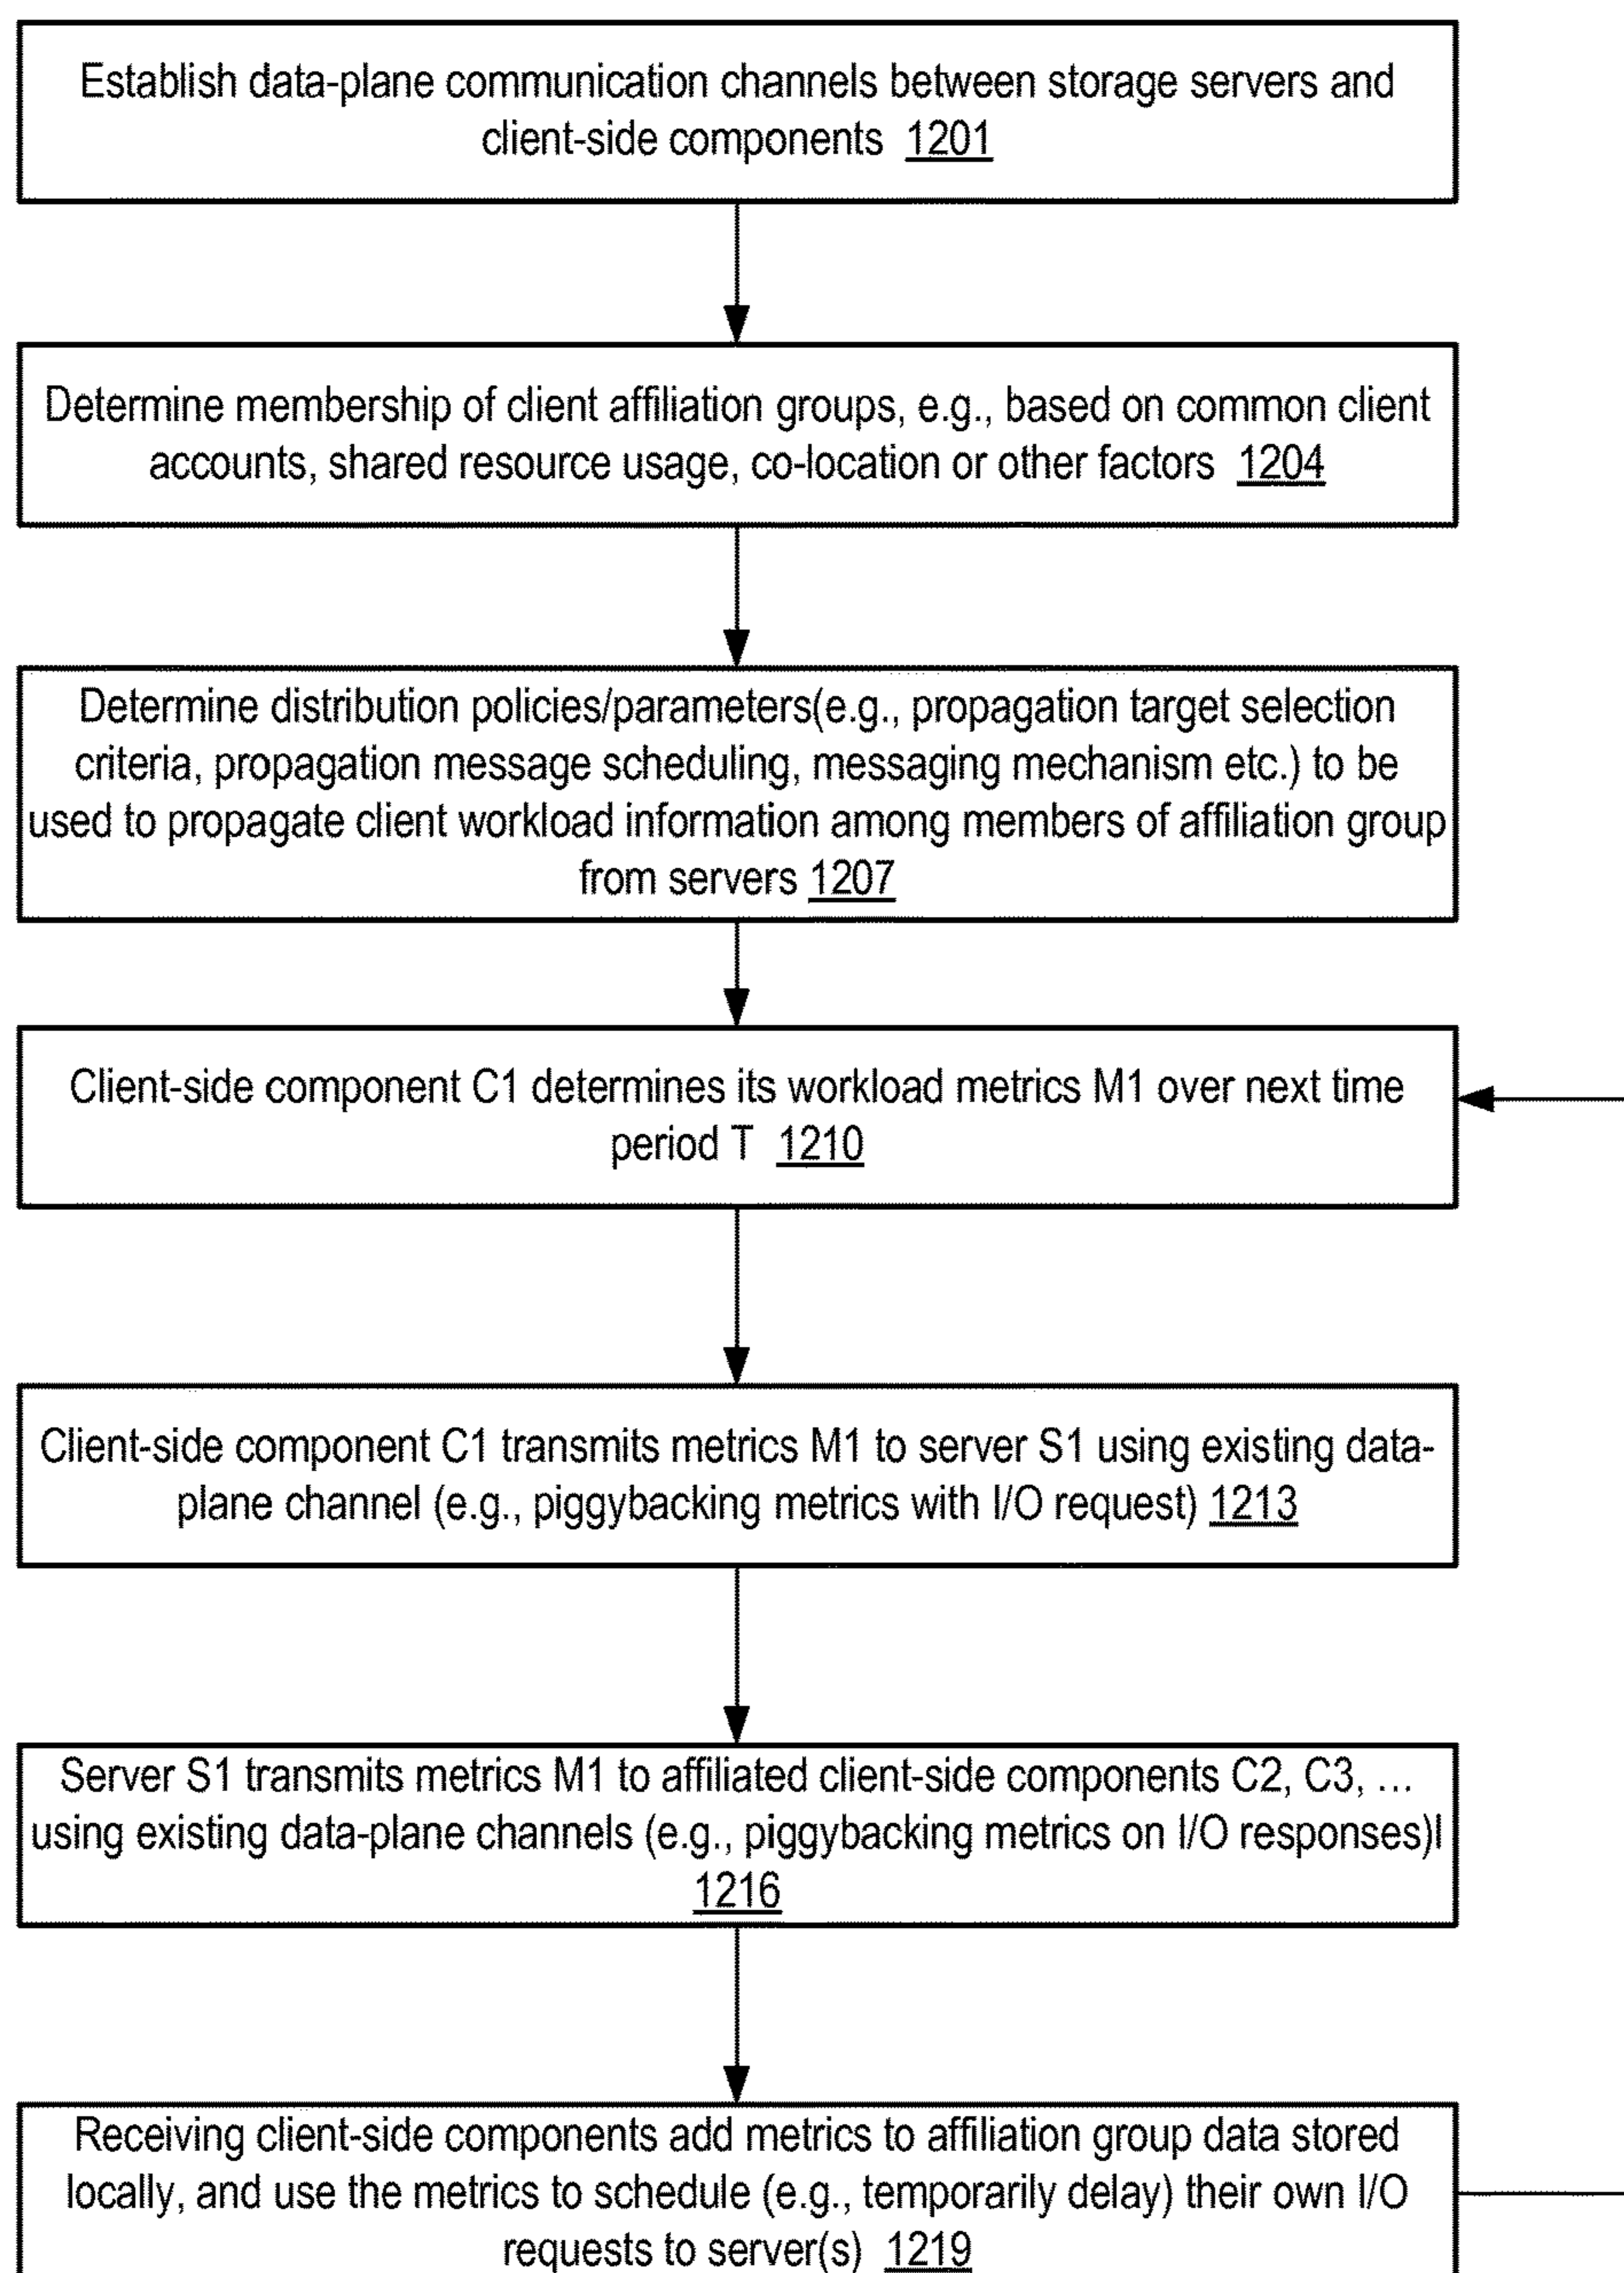 Establish data-plane communication channels between storage servers and
client-side components 1201
Determine membership of client affiliation groups, e.g., based on common client
accounts, shared resource usage, co-location or other factors 1204
Determine distribution policies/parameters(e.g., propagation target selection
criteria, propagation message scheduling, messaging mechanism etc.) to be
used to propagate client workload information among members of affiliation group
from servers 1207
Client-side component C1 determines its workload metrics M1 over next time
period T 1210
Client-side component C1 transmits metrics M1 to server S1 using existing data-
plane channel (e.g., piggybacking metrics with I/O request) 1213
Server S1 transmits metrics M1 to affiliated client-side components C2, C3, ...
using existing data-plane channels (e.g., piggybacking metrics on I/O responses)l
1216
Receiving client-side components add metrics to affiliation group data stored
locally, and use the metrics to schedule (e.g., temporarily delay) their own I/O
requests to server(s) 1219